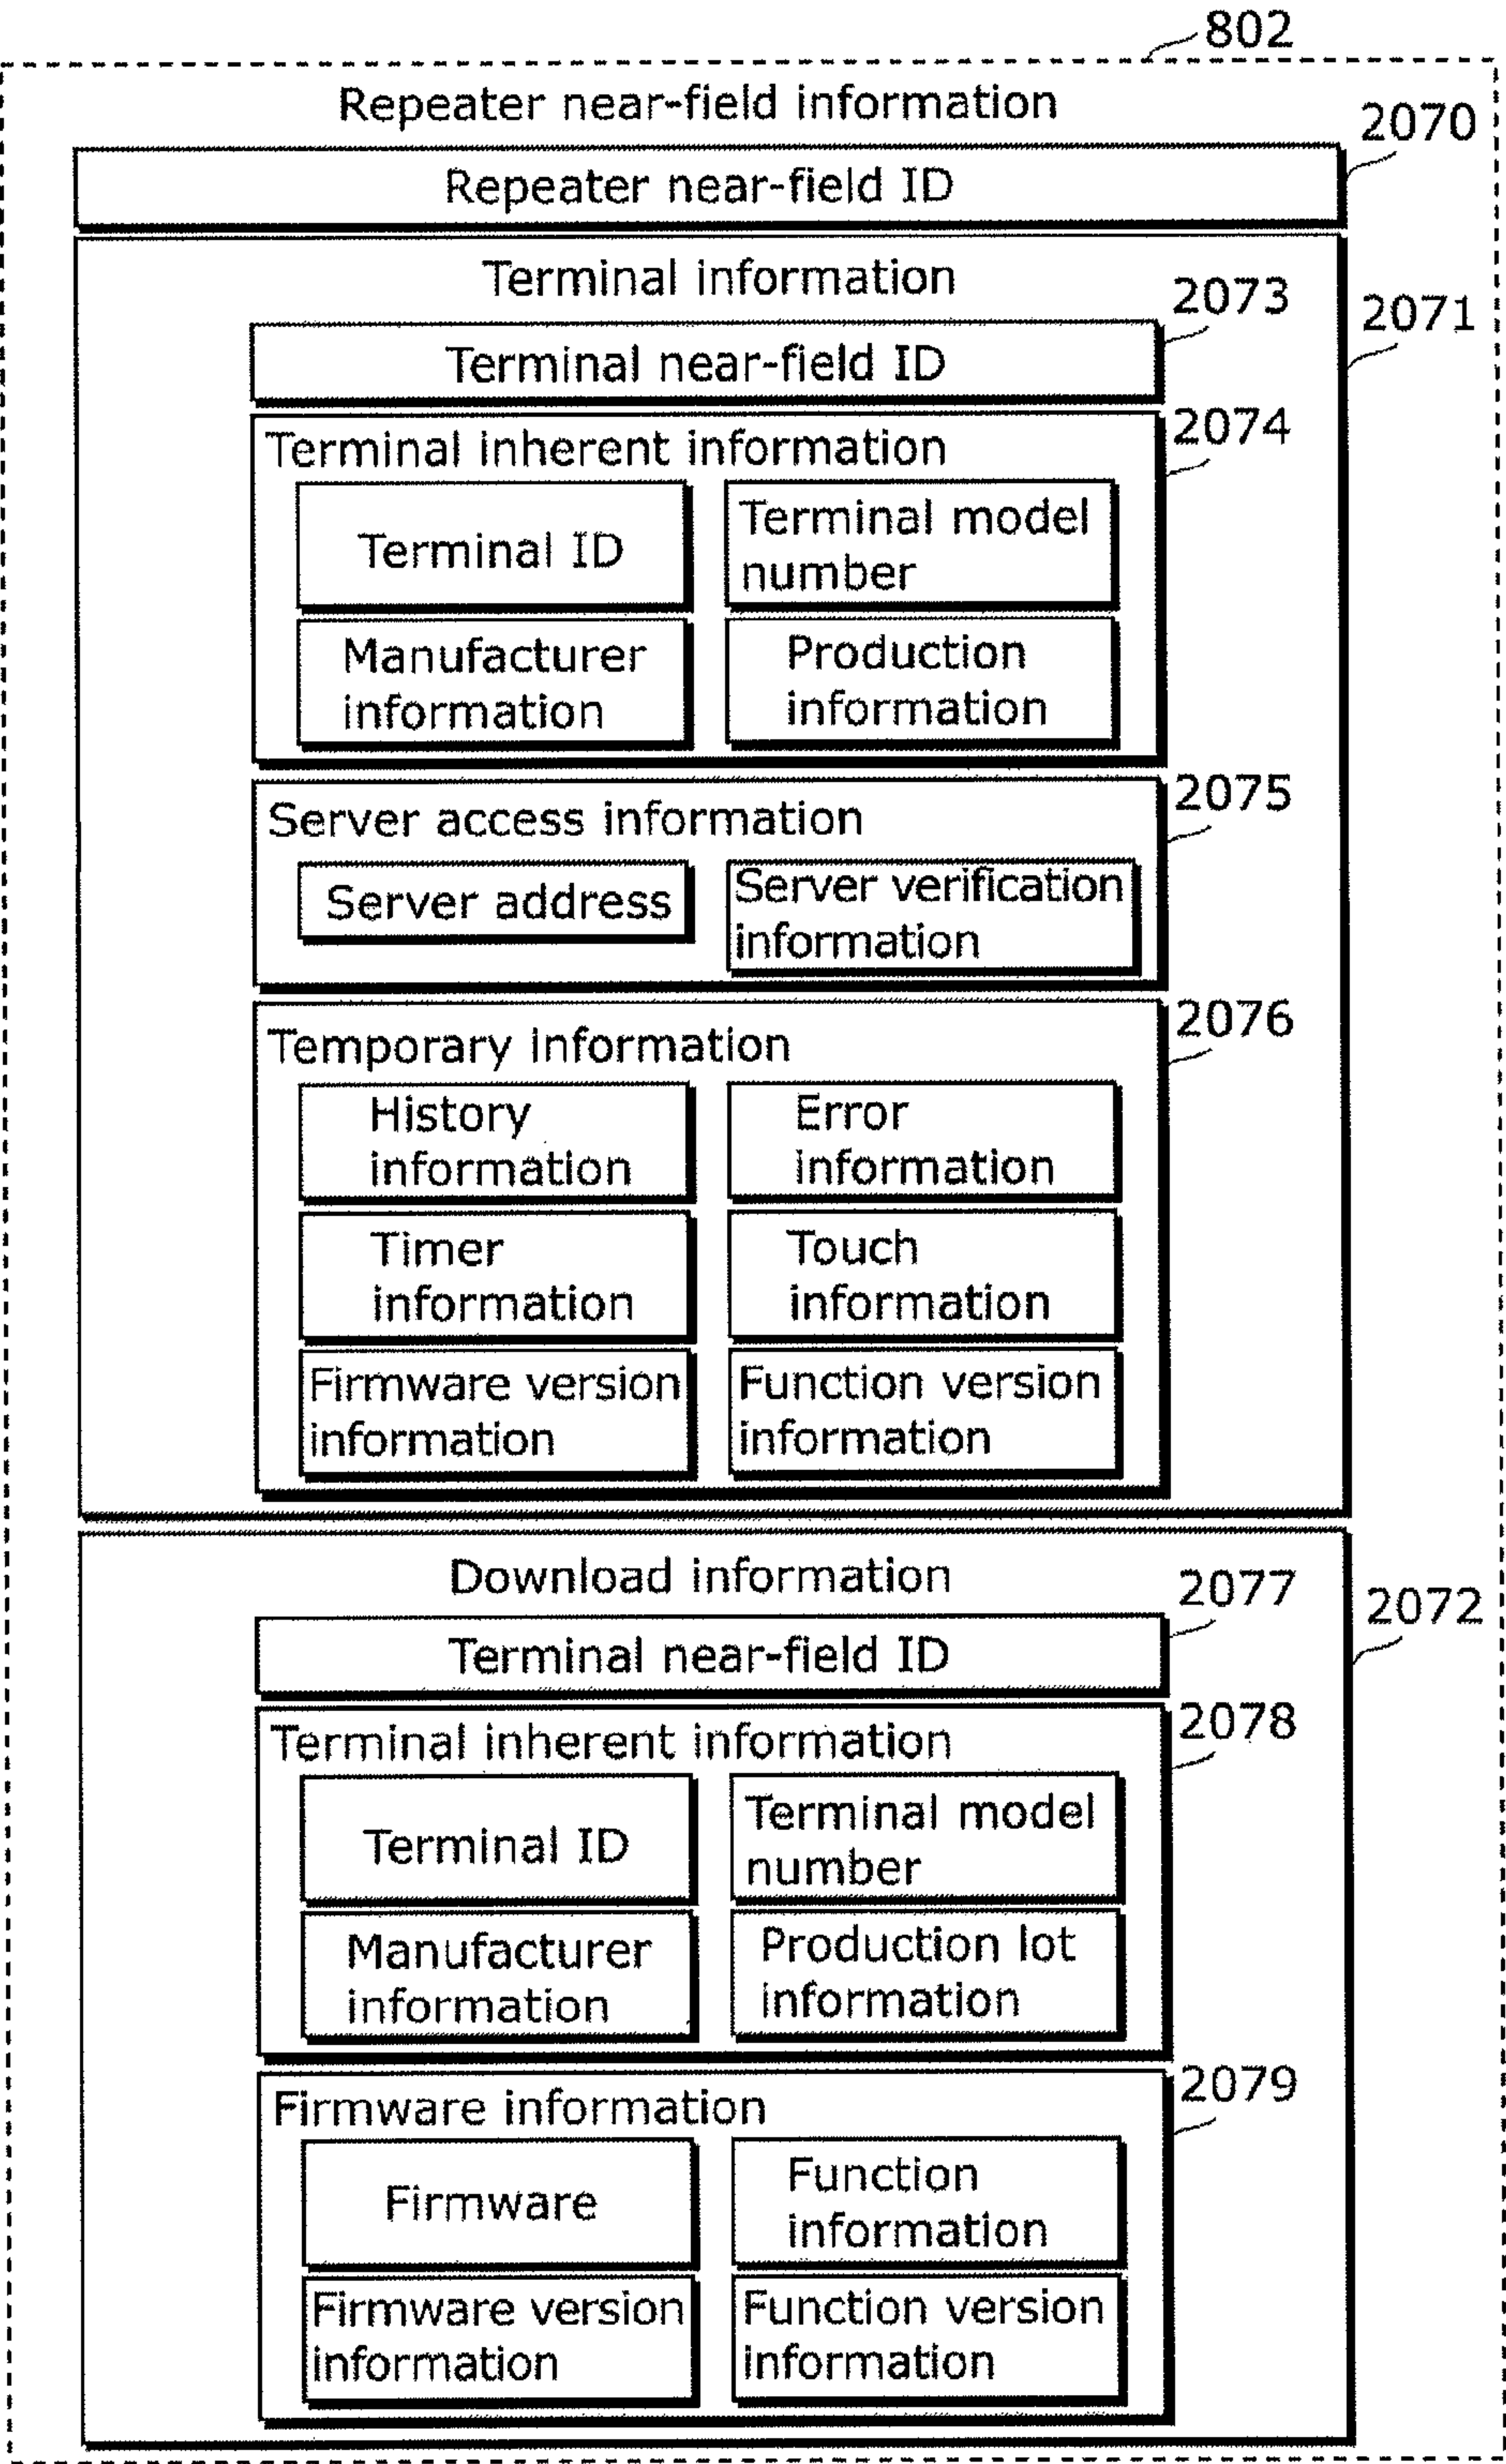 802
Repeater near-field information
2070
Repeater near-field ID
Terminal information
2071
2073
Terminal near-field ID
2074
Terminal inherent information
Terminal ID
Terminal model
number
Manufacturer
information
Production
information
2075
Server access information
Server address
Server verification
information
2076
Temporary information
History
information
Error
information
Timer
information
Touch
information
Firmware version
information
Function version
information
Download information
2072
2077
Terminal near-field ID
2078
Terminal inherent information
Terminal ID
Terminal model
number
Manufacturer
information
Production lot
information
2079
Firmware information
Firmware
Function
information
Firmware version
information
Function version
information